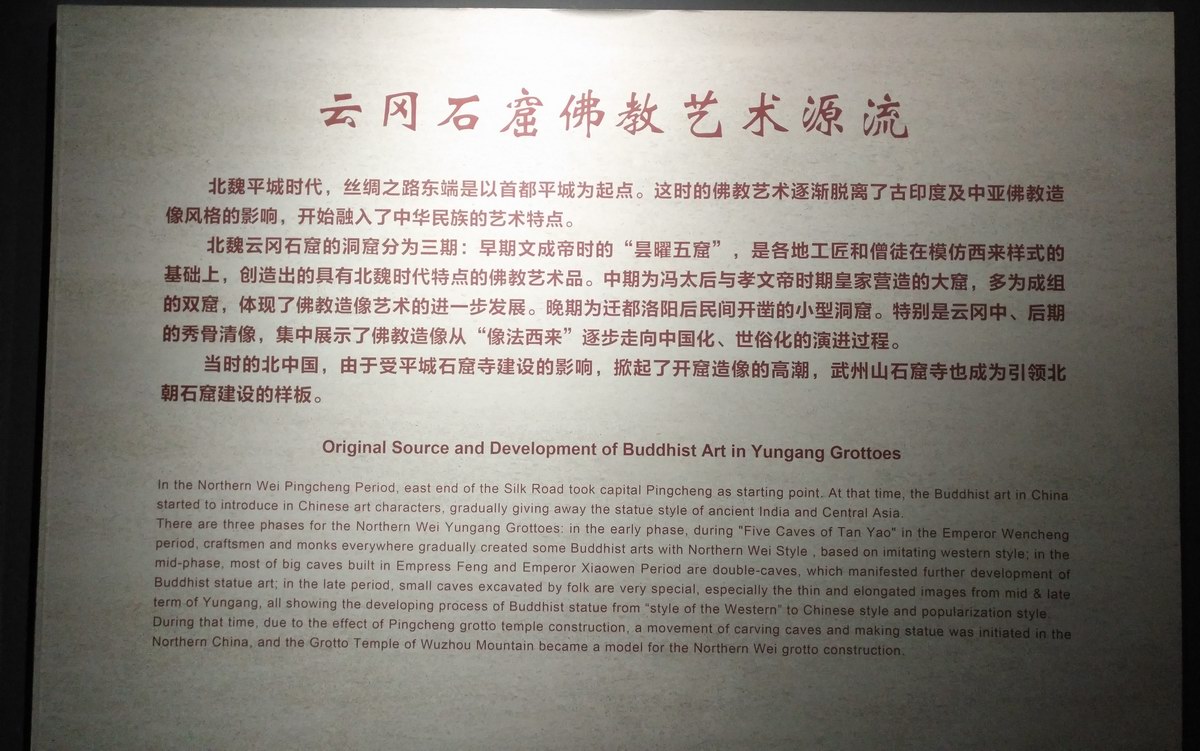 云冈石窟佛教艺术源流
北魏平城时代，丝绸之路东端是以首都平城为起点。这时的佛教艺术逐渐脱离了古印度及中亚佛教造
像风格的影响，开始融入了中华民族的艺术特点。
北魏云冈石窟的洞窟分为三期：早期文成帝时的“昙曜五窟”，是各地工匠和僧徒在模仿西来样式的
基础上，创造出的具有北魏时代特点的佛教艺术品。中期为冯太后与孝文帝时期皇家营造的大窟，多为成组
的双窟，体现了佛教造像艺术的进一步发展。晚期为迁都洛阳后民间开凿的小型洞窟。特别是云冈中、后期
的秀骨清像，集中展示了佛教造像从“像法西来”逐步走向中国化、世俗化的演进过程。
当时的北中国，由于受平城石窟寺建设的影响，掀起了开窟造像的高潮，武州山石窟寺也成为引领北
朝石窟建设的样板。
Original Source and Development of Buddhist Art in Yungang Grottoes
In the Northern Wei Pingcheng Period, east end of the Silk Road took capital Pingcheng as starting point. At that time, the Buddhist art in China
started to introduce in Chinese art characters, gradually giving away the statue style of ancient India and Central Asia.
There are three phases for the Northern Wei Yungang Grottoes: in the early phase, during "Five Caves of Tan Yao" in the Emperor Wencheng
period, craftsmen and monks everywhere gradually created some Buddhist arts with Northern Wei Style , based on imitating western style; in the
mid-phase, most of big caves built in Empress Feng and Emperor Xiaowen Period are double-caves, which manifested further development of
Buddhist statue art; in the late period, small caves excavated by folk are very special, especially the thin and elongated images from mid & late
term of Yungang, all showing the developing process of Buddhist statue from “style of the Western” to Chinese style and popularization style.
During that time, due to the effect of Pingcheng grotto temple construction, a movement of carving caves and making statue was initiated in the
Northern China, and the Grotto Temple of Wuzhou Mountain became a model for the Northern Wei grotto construction.